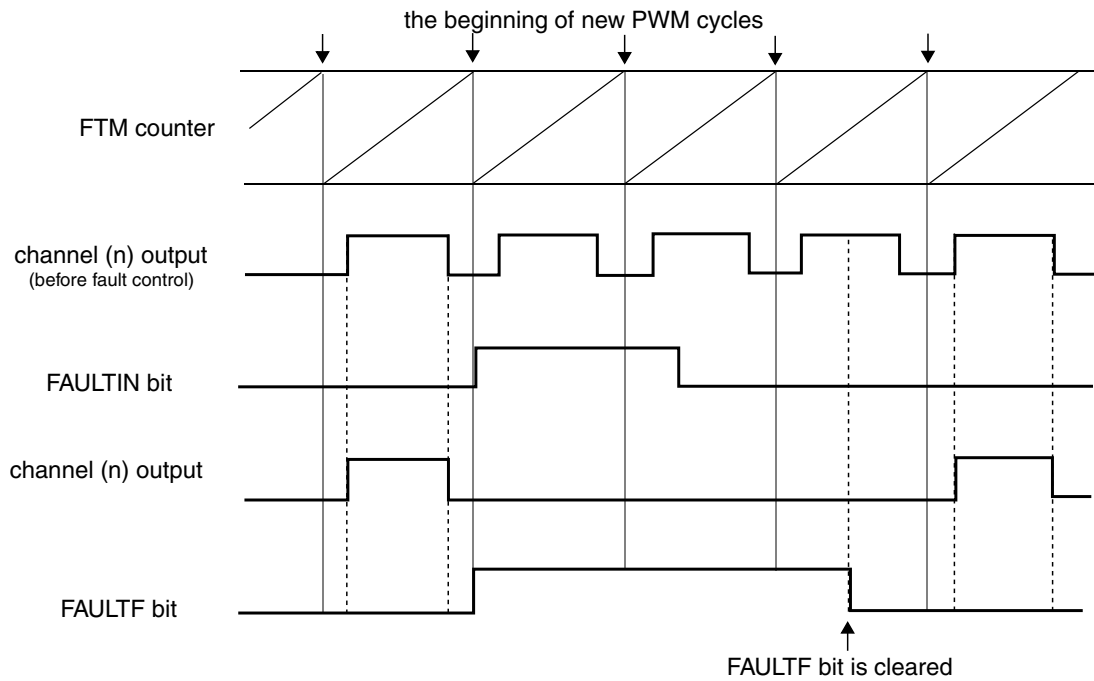 the beginning of new PWM cycles
FTM counter
channel (n) output
(before fault control)
FAULTIN bit
channel (n) output
FAULTF bit
FAULTF bit is cleared